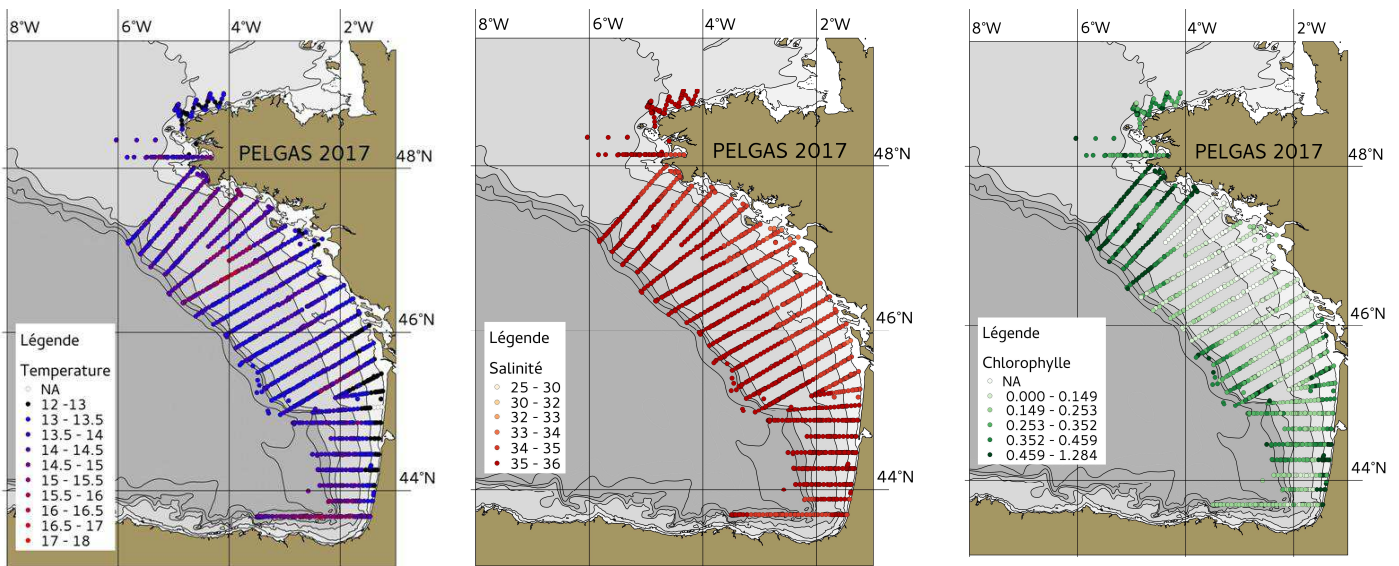 8°W 6°W 4°W 2°W
PELGAS 2017
48°N
46°N
44°N
Légende
Temperature
NA
12 -13
13 - 13.5
13.5 - 14
14 - 14.5
14.5 - 15
15 - 15.5
15.5 - 16
16 - 16.5
16.5 - 17
17 - 18
8°W 6°W 4°W 2°W
PELGAS 2017
48°N
46°N
44°N
Légende
Salinité
25 - 30
30 - 32
32 - 33
33 - 34
34 - 35
35 - 36
8°W 6°W 4°W 2°W
PELGAS 2017
48°N
46°N
44°N
Légende
Chlorophylle
NA
0.000 - 0.149
0.149 - 0.253
0.253 - 0.352
0.352 - 0.459
0.459 - 1.284